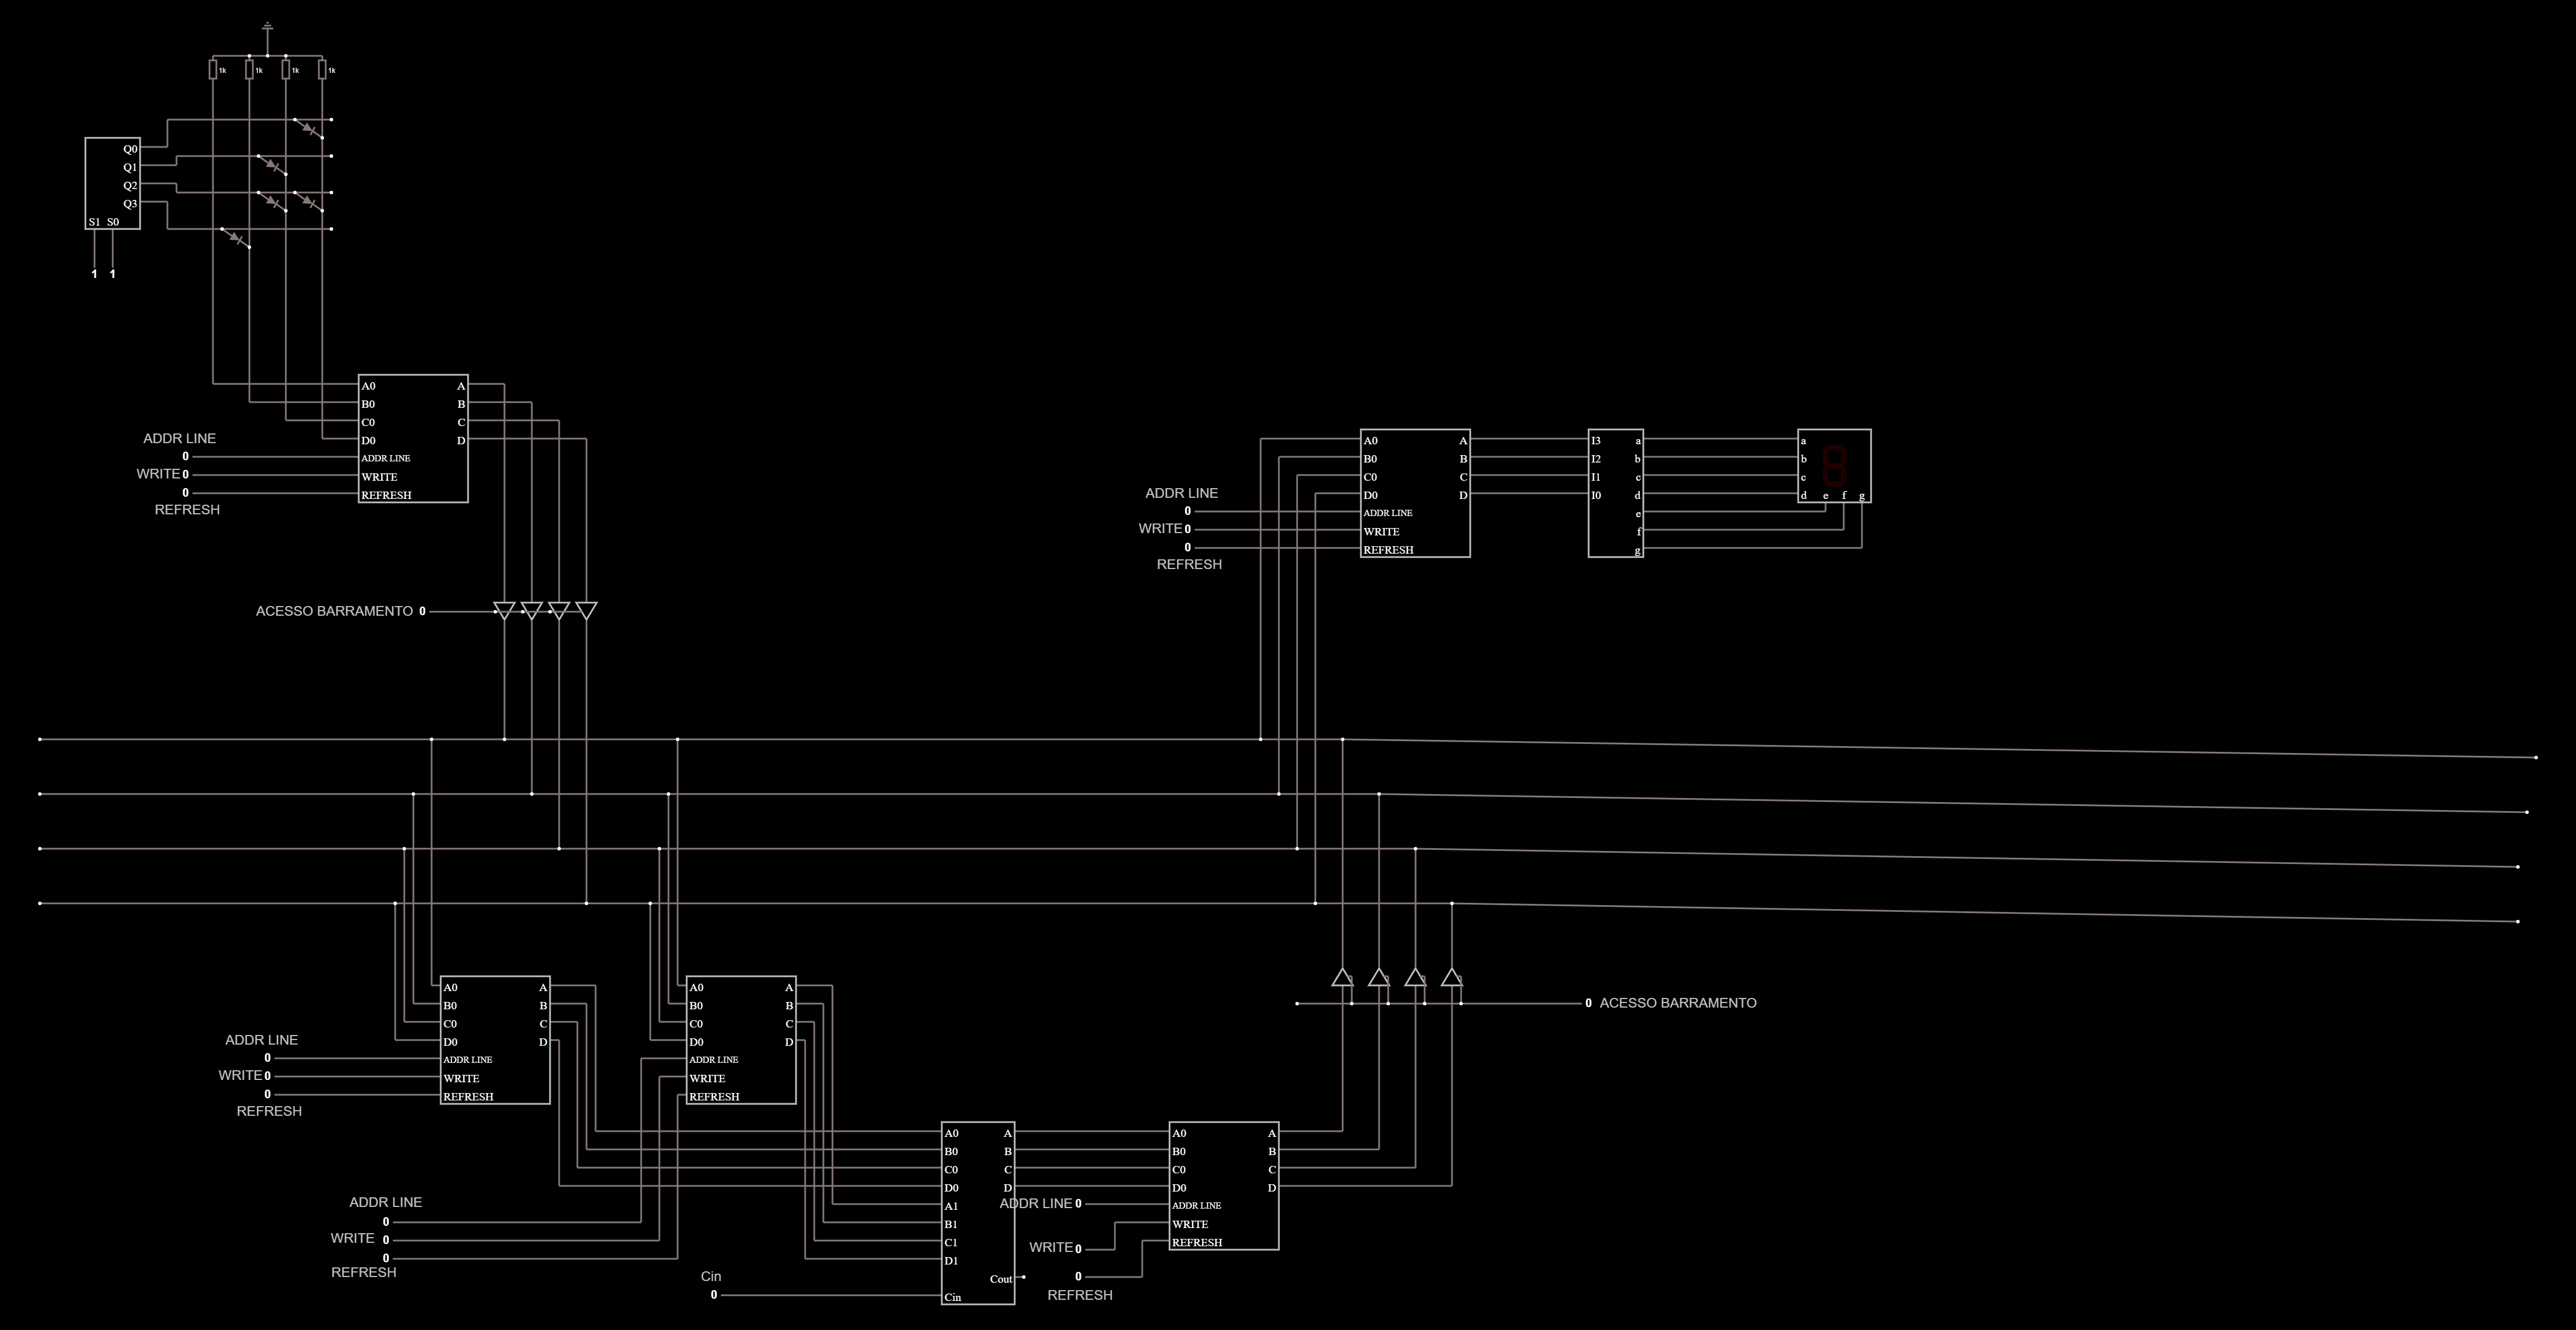 1k 1k 1k 1k
Q0
Q1
Q2
Q3
S1 S0
1 1
A0 A
B0 B
C0 C
D0 D
ADDR LINE
0 ADDR LINE
WRITE 0 WRITE
0 REFRESH
REFRESH
A0 A I3 a a
B0 B I2 b b
C0 C I1 c c
D0 D I0 d d e f g
ADDR LINE
0 ADDR LINE e
WRITE 0 WRITE f
0 REFRESH g
REFRESH
8
ACESSO BARRAMENTO 0
A0 A
B0 B
C0 C
D0 D
ADDR LINE
0 ADDR LINE
WRITE 0 WRITE
0 REFRESH
REFRESH
A0 A
B0 B
C0 C
D0 D
ADDR LINE
WRITE
REFRESH
0 ACESSO BARRAMENTO
ADDR LINE
0
WRITE 0
0
REFRESH
A0 A
B0 B
C0 C
D0 D
A1
B1
C1
D1
Cout
Cin
0 Cin
A0 A
B0 B
C0 C
D0 D
ADDR LINE 0 ADDR LINE
WRITE
WRITE 0
REFRESH
0
REFRESH